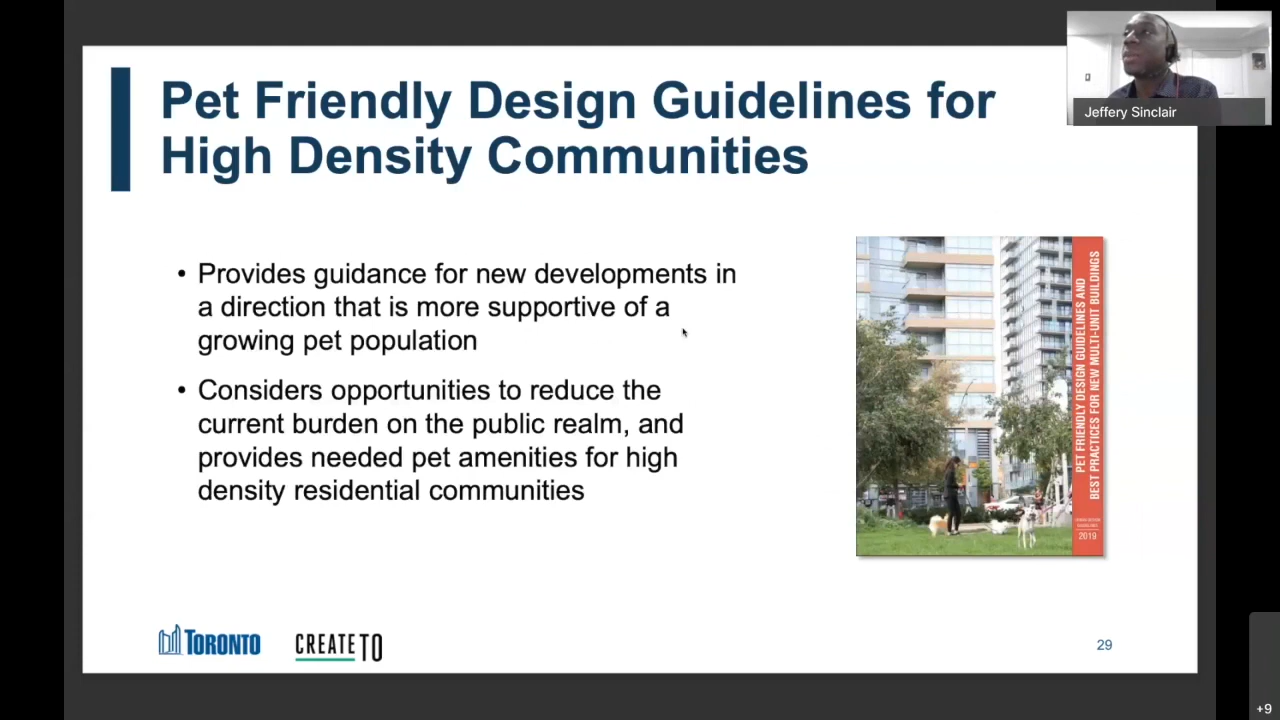 Pet Friendly Design Guidelines for
High Density Communities
Jeffery Sinclair
• Provides guidance for new developments in
a direction that is more supportive of a
growing pet population
• Considers opportunities to reduce the
current burden on the public realm, and
provides needed pet amenities for high
density residential communities
PET FRIENDLY DESIGN GUIDELINES AND
BEST PRACTICES FOR NEW MULTI-UNIT BUILDINGS
2019
TORONTO
CREATE TO
29
+9